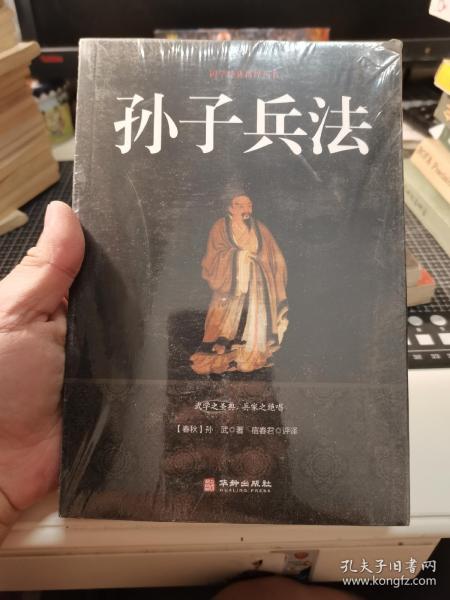 孙子兵法
武学之圣典,兵家之绝唱
【春秋】孙 武◎著 信春君◎评译
华龄出版社
HUALING PRESS
孔夫子旧书网
www.kongfz.com